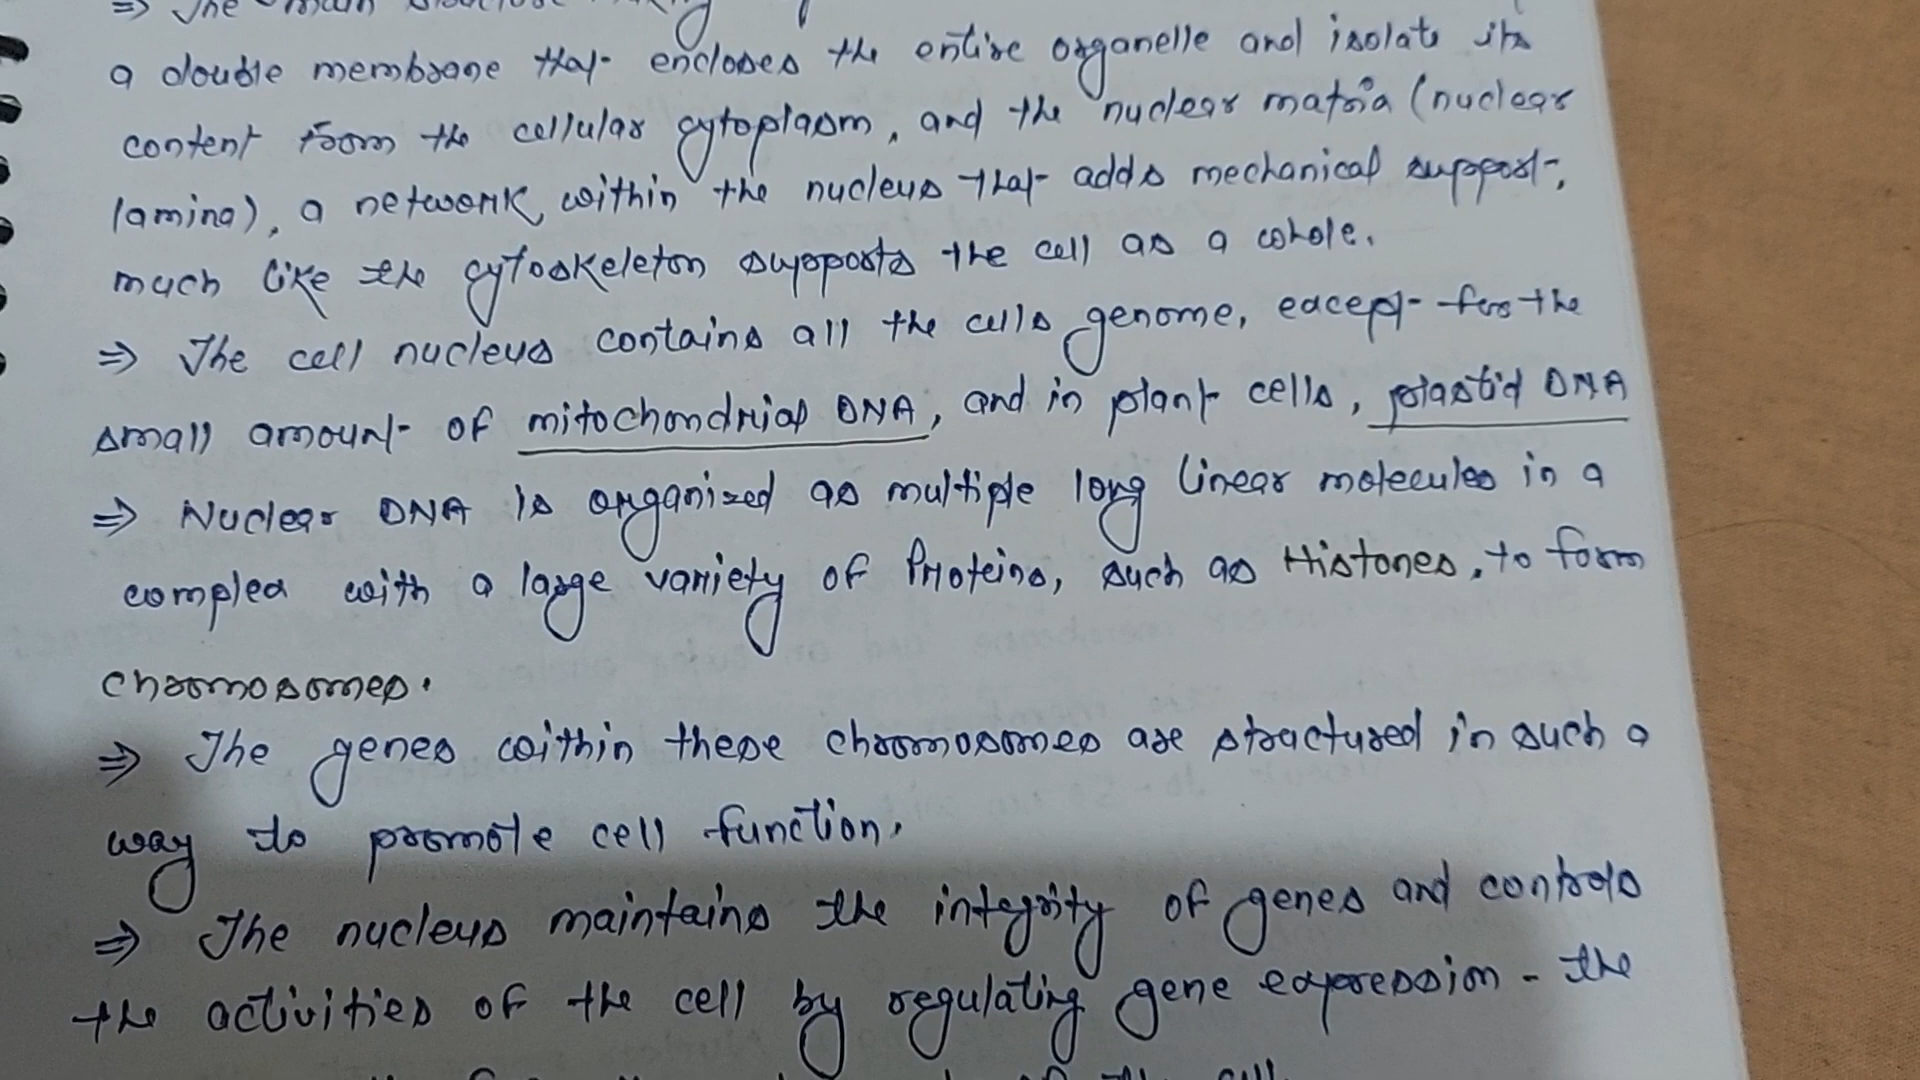 ⇒ The main
a double membrane that encloses the entire organelle and isolate its
content from the cellular cytoplasm, and the nuclear matrix (nuclear
lamina), a network within the nucleus that adds mechanical support,
much like the cytoskeleton supports the cell as a whole.
⇒ The cell nucleus contains all the cells genome, except for the
small amount of mitochondrial DNA, and in plant cells, plastid DNA
⇒ Nuclear DNA is organized as multiple long linear molecules in a
complex with a large variety of Proteins, such as Histones, to form
chromosomes.
⇒ The genes within these chromosomes are structured in such a
way to promote cell function.
⇒ The nucleus maintains the integrity of genes and controls
the activities of the cell by regulating gene expression - the
of the cell.